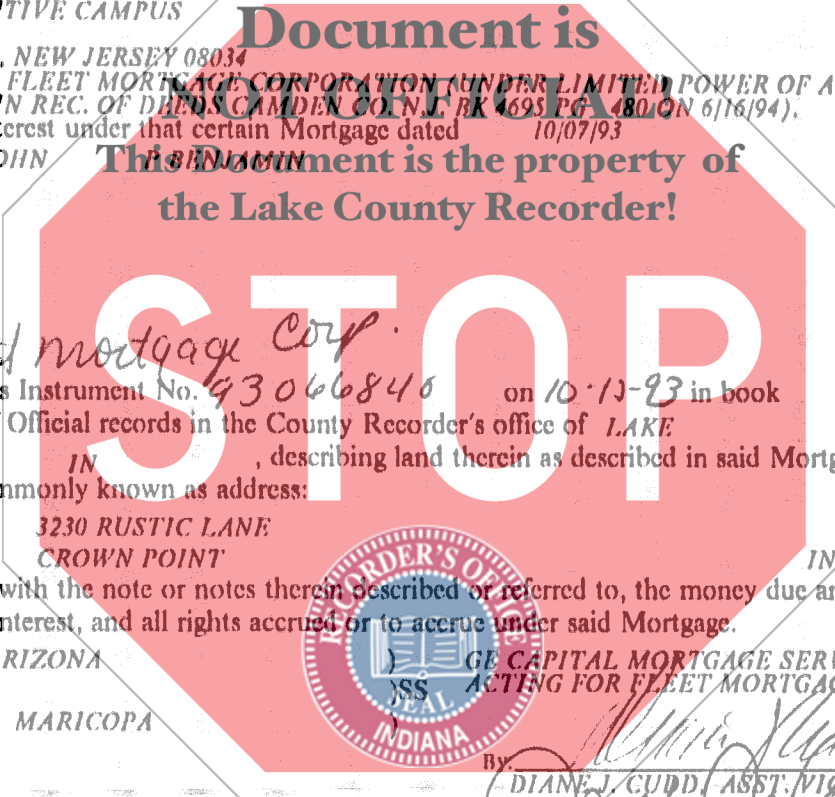 TIVE CAMPUS
Document is
, NEW JERSEY 08034
FLEET MORTGAGE CORPORATION (UNDER LIMITED POWER OF A
NOT OFFICIAL!
N REC. OF DEEDS CAMDEN CO. N.J. BK 4695 PG 480 ON 6/16/94).
erest under that certain Mortgage dated 10/07/93
OHN P BENJAMIN
This Document is the property of
the Lake County Recorder!
STOP
mortgage Corp.
s Instrument No. 93066846 on in book
Official records in the County Recorder's office of LAKE
IN , describing land therein as described in said Mortg
mmonly known as address:
3230 RUSTIC LANE
CROWN POINT IN
with the note or notes therein described or referred to, the money due an
nterest, and all rights accrued or to accrue under said Mortgage.
RIZONA ) GE CAPITAL MORTGAGE SERV
)SS ACTING FOR FLEET MORTGAG
MARICOPA )
By.
DIANE J. CUDD, ASST. VIC
RECORDER'S OFFICE
SEAL
INDIANA